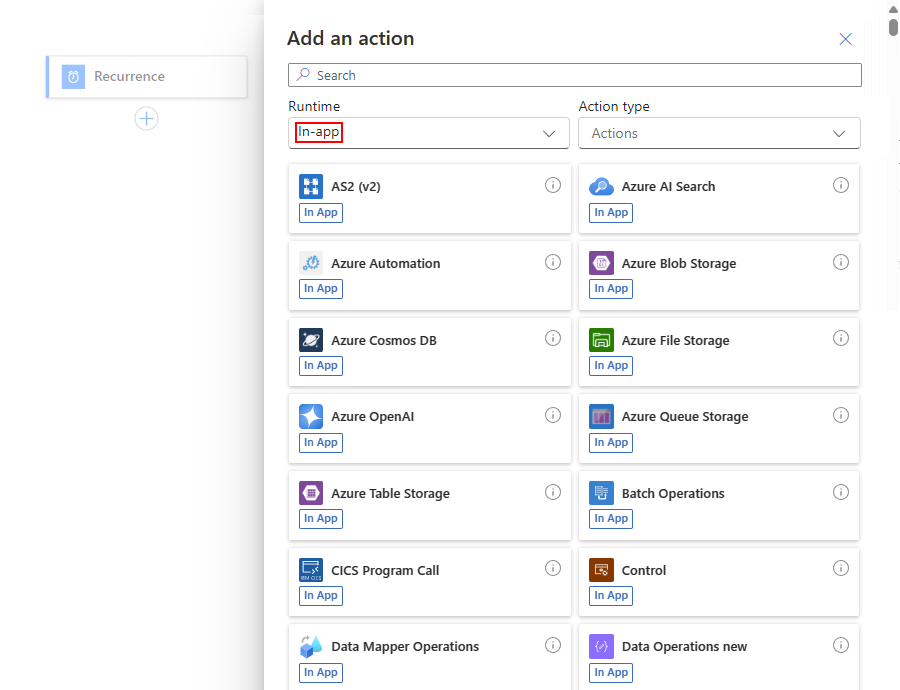 Add an action
Recurrence
Search
Runtime
Action type
In-app
Actions
AS2 (v2)
In App
Azure AI Search
In App
Azure Automation
In App
Azure Blob Storage
In App
Azure Cosmos DB
In App
Azure File Storage
In App
Azure OpenAI
In App
Azure Queue Storage
In App
Azure Table Storage
In App
Batch Operations
In App
IBM CICS
CICS Program Call
In App
Control
In App
Data Mapper Operations
In App
Data Operations new
In App